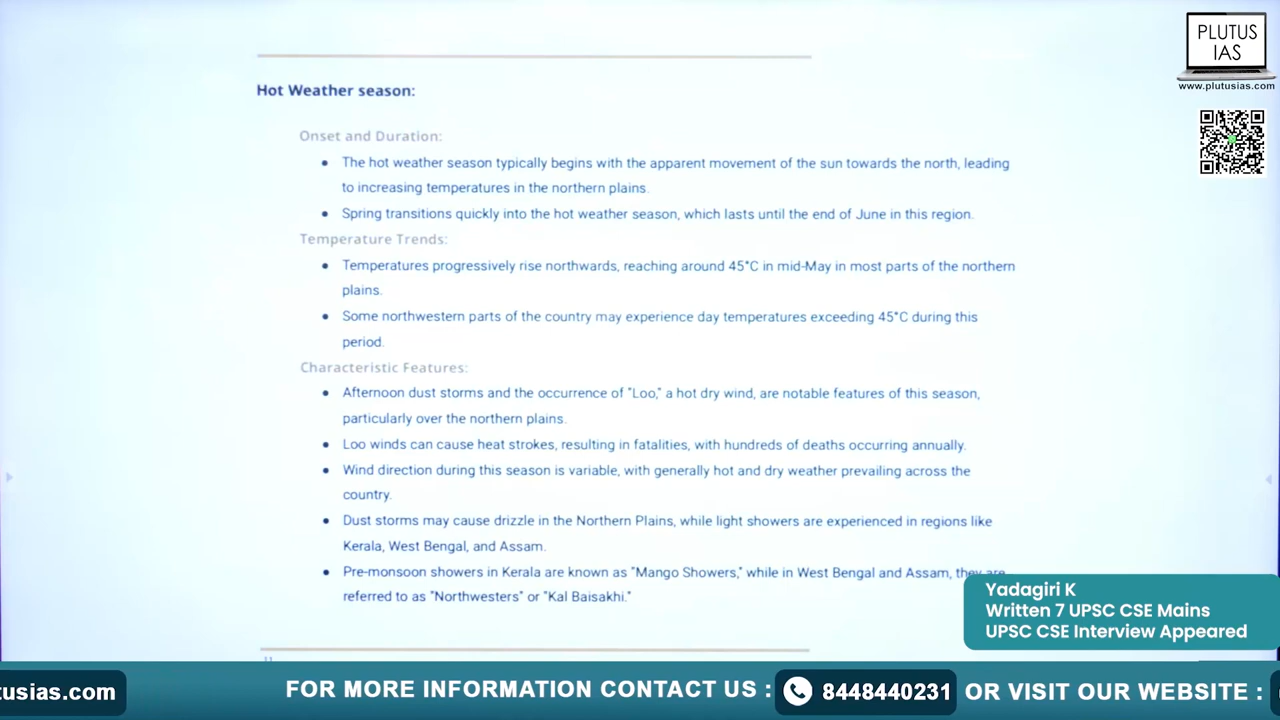 PLUTUS
IAS
www.plutusias.com
Hot Weather season:
Onset and Duration:
• The hot weather season typically begins with the apparent movement of the sun towards the north, leading
to increasing temperatures in the northern plains.
• Spring transitions quickly into the hot weather season, which lasts until the end of June in this region.
Temperature Trends:
• Temperatures progressively rise northwards, reaching around 45°C in mid-May in most parts of the northern
plains.
• Some northwestern parts of the country may experience day temperatures exceeding 45°C during this
period.
Characteristic Features:
• Afternoon dust storms and the occurrence of "Loo," a hot dry wind, are notable features of this season,
particularly over the northern plains.
• Loo winds can cause heat strokes, resulting in fatalities, with hundreds of deaths occurring annually.
• Wind direction during this season is variable, with generally hot and dry weather prevailing across the
country.
• Dust storms may cause drizzle in the Northern Plains, while light showers are experienced in regions like
Kerala, West Bengal, and Assam.
• Pre-monsoon showers in Kerala are known as "Mango Showers," while in West Bengal and Assam, they are
referred to as "Northwesters" or "Kal Baisakhi."
Yadagiri K
Written 7 UPSC CSE Mains
UPSC CSE Interview Appeared
tusias.com FOR MORE INFORMATION CONTACT US : 8448440231 OR VISIT OUR WEBSITE :